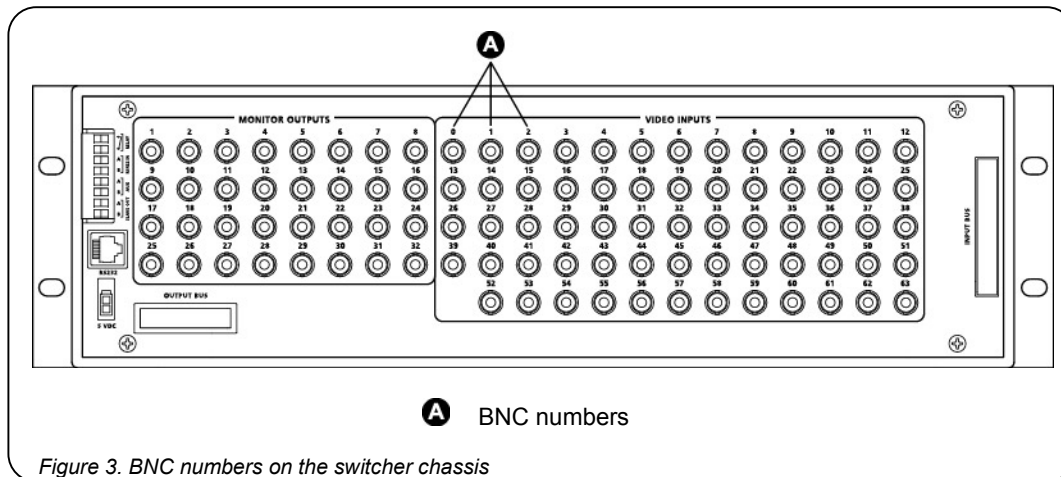 A
MONITOR OUTPUTS
VIDEO INPUTS
1 2 3 4 5 6 7 8
0 1 2 3 4 5 6 7 8 9 10 11 12
9 10 11 12 13 14 15 16
13 14 15 16 17 18 19 20 21 22 23 24 25
17 18 19 20 21 22 23 24
26 27 28 29 30 31 32 33 34 35 36 37 38
25 26 27 28 29 30 31 32
39 40 41 42 43 44 45 46 47 48 49 50 51
52 53 54 55 56 57 58 59 60 61 62 63
RELAY
AUX
RS232
5 VDC
OUTPUT BUS
INPUT BUS
A BNC numbers
Figure 3. BNC numbers on the switcher chassis